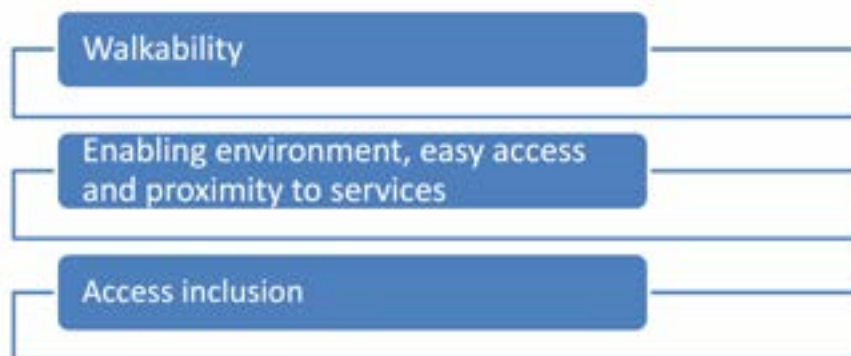 Walkability
Enabling environment, easy access
and proximity to services
Access inclusion